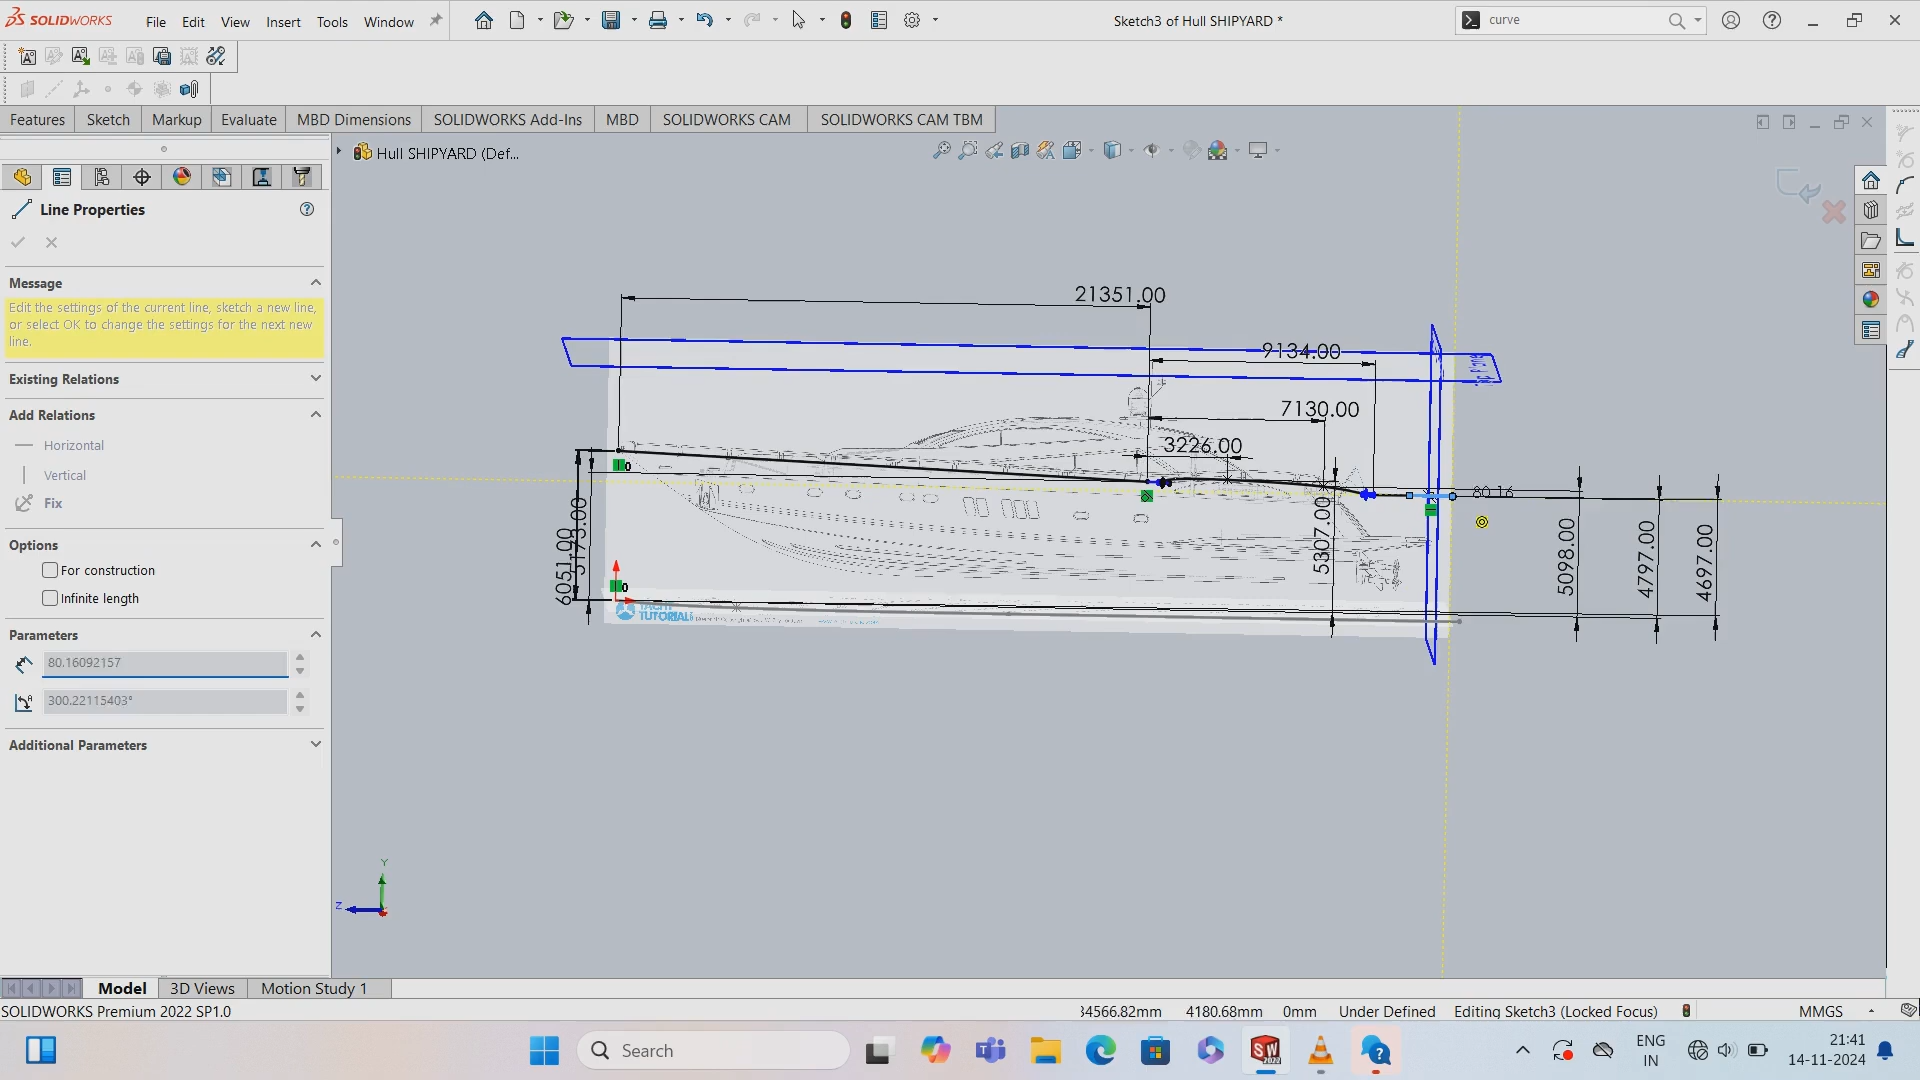 SOLIDWORKS
File
Edit
View
Insert
Tools
Window
Sketch3 of Hull SHIPYARD *
curve
Features
Sketch
Markup
Evaluate
MBD Dimensions
SOLIDWORKS Add-Ins
MBD
SOLIDWORKS CAM
SOLIDWORKS CAM TBM
Hull SHIPYARD (Def...
Line Properties
Message
Edit the settings of the current line, sketch a new line,
or select OK to change the settings for the next new
line.
Existing Relations
Add Relations
Horizontal
Vertical
Fix
Options
For construction
Infinite length
Parameters
80.16092157
300.22115403°
Additional Parameters
21351.00
9134.00
7130.00
3226.00
80.16
6051.00
5173.00
5307.00
5098.00
4797.00
4697.00
YACHT
TUTORIAL
Y
Z
Model
3D Views
Motion Study 1
SOLIDWORKS Premium 2022 SP1.0
34566.82mm
4180.68mm
0mm
Under Defined
Editing Sketch3 (Locked Focus)
MMGS
Search
ENG
IN
21:41
14-11-2024